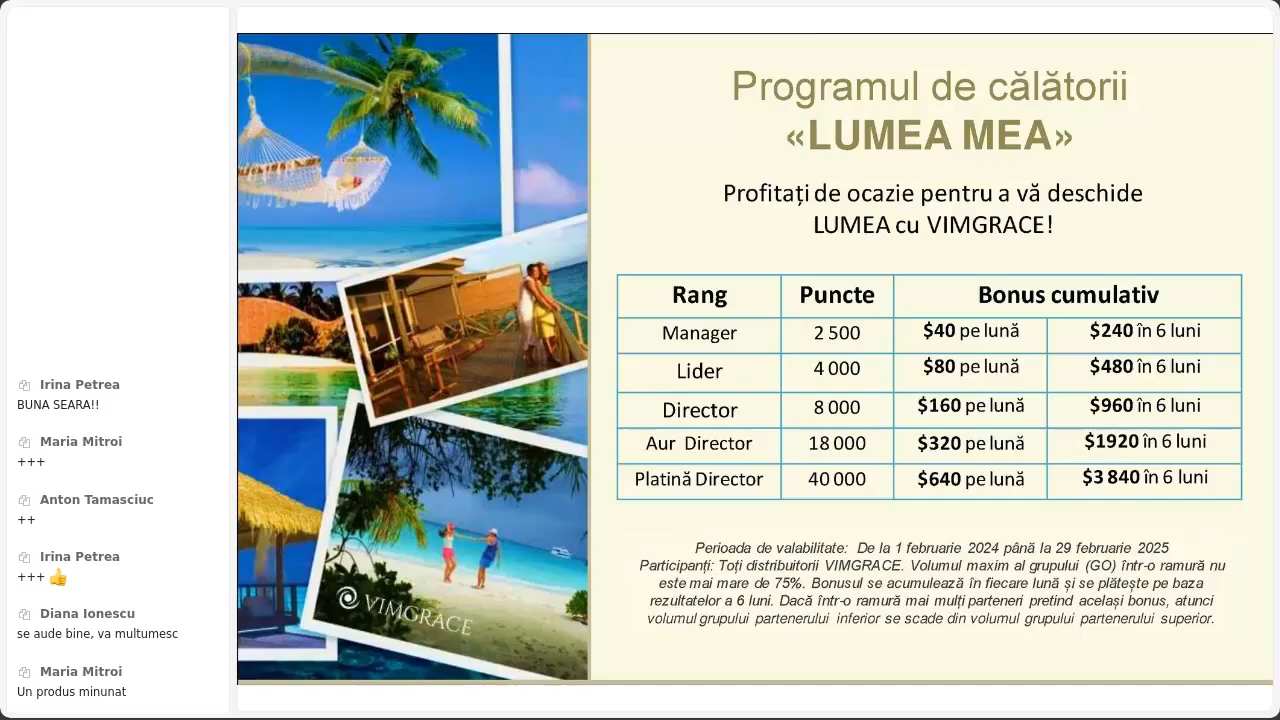 Irina Petrea
BUNA SEARA!!
Maria Mitroi
+++
Anton Tamasciuc
++
Irina Petrea
+++ 👍
Diana Ionescu
se aude bine, va multumesc
Maria Mitroi
Un produs minunat
VIMGRACE
Programul de călătorii
«LUMEA MEA»
Profitați de ocazie pentru a vă deschide
LUMEA cu VIMGRACE!
Rang Puncte Bonus cumulativ
Manager 2 500 $40 pe lună $240 în 6 luni
Lider 4 000 $80 pe lună $480 în 6 luni
Director 8 000 $160 pe lună $960 în 6 luni
Aur Director 18 000 $320 pe lună $1920 în 6 luni
Platină Director 40 000 $640 pe lună $3 840 în 6 luni
Perioada de valabilitate: De la 1 februarie 2024 până la 29 februarie 2025
Participanți: Toți distribuitorii VIMGRACE. Volumul maxim al grupului (GO) într-o ramură nu
este mai mare de 75%. Bonusul se acumulează în fiecare lună și se plătește pe baza
rezultatelor a 6 luni. Dacă într-o ramură mai mulți parteneri pretind același bonus, atunci
volumul grupului partenerului inferior se scade din volumul grupului partenerului superior.